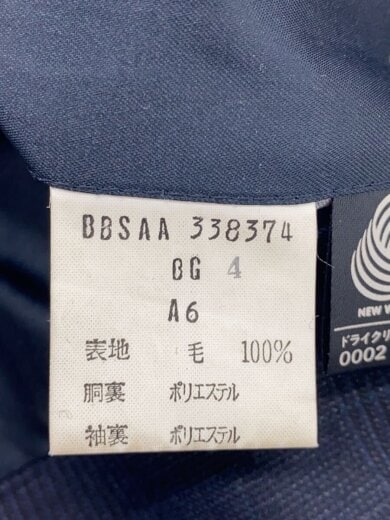 BBSAA 338374
BG 4
A6
表地 毛 100%
胴裏 ポリエステル
袖裏 ポリエステル
NEW
ドライクリ
0002